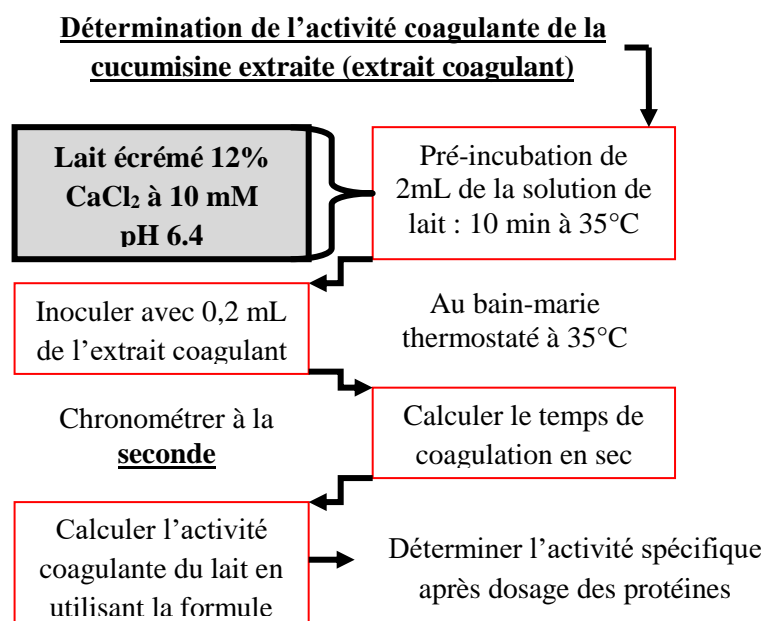 Détermination de l’activité coagulante de la
cucumisine extraite (extrait coagulant)
Lait écrémé 12%
CaCl₂ à 10 mM
pH 6.4
Pré-incubation de
2mL de la solution de
lait : 10 min à 35°C
Inoculer avec 0,2 mL
de l’extrait coagulant
Au bain-marie
thermostaté à 35°C
Chronométrer à la
seconde
Calculer le temps de
coagulation en sec
Calculer l’activité
coagulante du lait en
utilisant la formule
Déterminer l’activité spécifique
après dosage des protéines